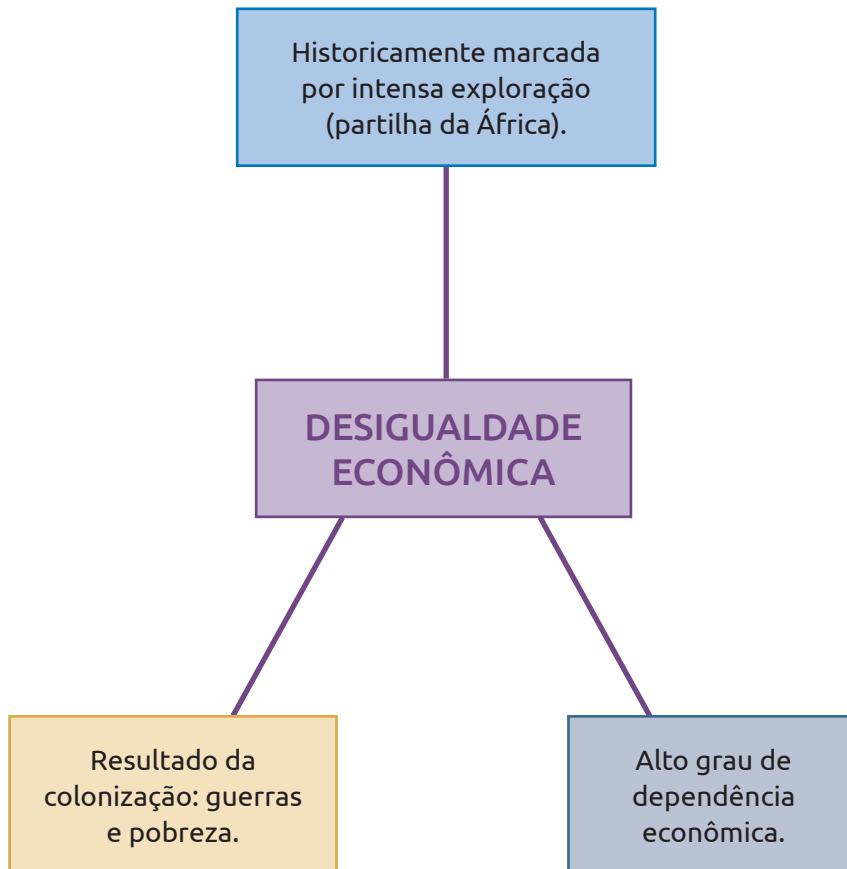 Historicamente marcada
por intensa exploração
(partilha da África).
DESIGUALDADE
ECONÔMICA
Resultado da
colonização: guerras
e pobreza.
Alto grau de
dependência
econômica.